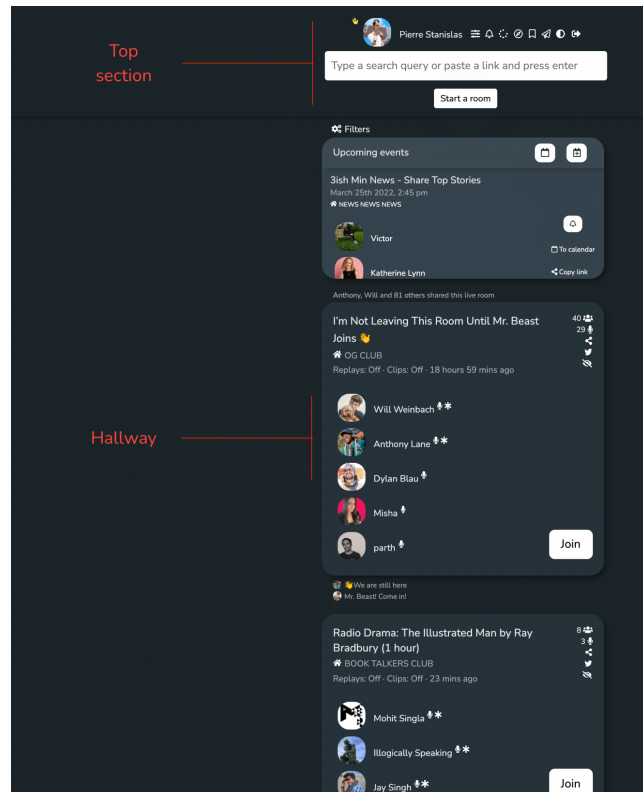 Top
section
Pierre Stanislas
Type a search query or paste a link and press enter
Start a room
Filters
Upcoming events
3ish Min News - Share Top Stories
March 25th 2022, 2:45 pm
NEWS NEWS NEWS
Victor
To calendar
Katherine Lynn
Copy link
Anthony, Will and 81 others shared this live room
I'm Not Leaving This Room Until Mr. Beast
Joins 👋
40
29
OG CLUB
Replays: Off · Clips: Off · 18 hours 59 mins ago
Hallway
Will Weinbach
Anthony Lane
Dylan Blau
Misha
parth
Join
👋We are still here
Mr. Beast! Come in!
Radio Drama: The Illustrated Man by Ray
Bradbury (1 hour)
8
3
BOOK TALKERS CLUB
Replays: Off · Clips: Off · 23 mins ago
Mohit Singla
Illogically Speaking
Jay Singh
Join